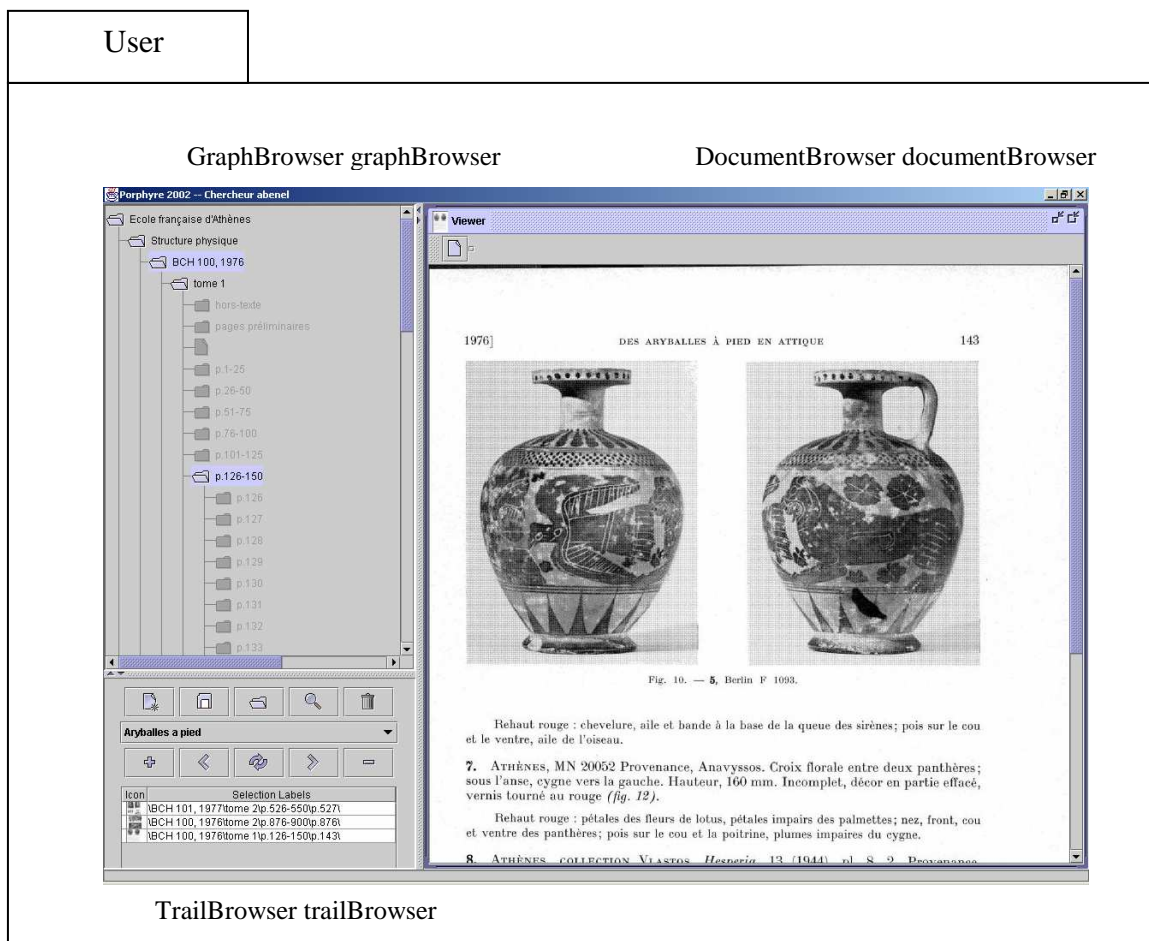 User
GraphBrowser graphBrowser
DocumentBrowser documentBrowser
Porphyre 2002 -- Chercheur abenel
Ecole française d'Athènes
Structure physique
BCH 100, 1976
tome 1
hors-texte
pages préliminaires
p.1-25
p.26-50
p.51-75
p.76-100
p.101-125
p.126-150
p.126
p.127
p.128
p.129
p.130
p.131
p.132
p.133
Aryballes a pied
Icon Selection Labels
\BCH 101, 1977\tome 2\p.526-550\p.527\
\BCH 100, 1976\tome 2\p.876-900\p.876\
\BCH 100, 1976\tome 1\p.126-150\p.143\
Viewer
1976] DES ARYBALLES À PIED EN ATTIQUE 143
Fig. 10. — 5, Berlin F 1093.
Rehaut rouge : chevelure, aile et bande à la base de la queue des sirènes; pois sur le cou
et le ventre, aile de l'oiseau.
7. ATHÈNES, MN 20052 Provenance, Anavyssos. Croix florale entre deux panthères;
sous l'anse, cygne vers la gauche. Hauteur, 160 mm. Incomplet, décor en partie effacé,
vernis tourné au rouge (fig. 12).
Rehaut rouge : pétales des fleurs de lotus, pétales impairs des palmettes; nez, front, cou
et ventre des panthères; pois sur le cou et la poitrine, plumes impaires du cygne.
8. ATHÈNES, COLLECTION VLASTOS, Hesperia 13 (1944) pl. 8, 2. Provenance
TrailBrowser trailBrowser